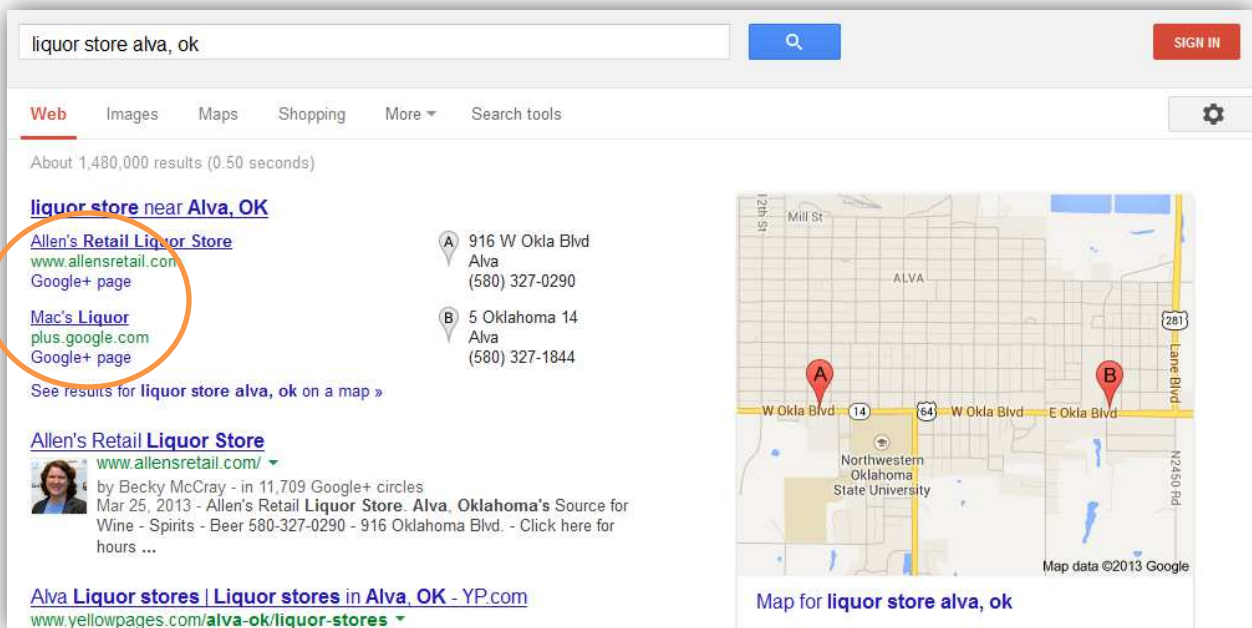 liquor store alva, ok
SIGN IN
Web Images Maps Shopping More Search tools
About 1,480,000 results (0.50 seconds)
liquor store near Alva, OK
Allen's Retail Liquor Store
www.allensretail.com
Google+ page
A 916 W Okla Blvd
Alva
(580) 327-0290
Mac's Liquor
plus.google.com
Google+ page
B 5 Oklahoma 14
Alva
(580) 327-1844
See results for liquor store alva, ok on a map »
Allen's Retail Liquor Store
www.allensretail.com/
by Becky McCray - in 11,709 Google+ circles
Mar 25, 2013 - Allen's Retail Liquor Store. Alva, Oklahoma's Source for
Wine - Spirits - Beer 580-327-0290 - 916 Oklahoma Blvd. - Click here for
hours ...
Alva Liquor stores | Liquor stores in Alva, OK - YP.com
www.yellowpages.com/alva-ok/liquor-stores
12th St
Mill St
ALVA
281
Lane Blvd
A
B
W Okla Blvd 14 64 W Okla Blvd E Okla Blvd
Northwestern
Oklahoma
State University
N2450 Rd
Map data ©2013 Google
Map for liquor store alva, ok